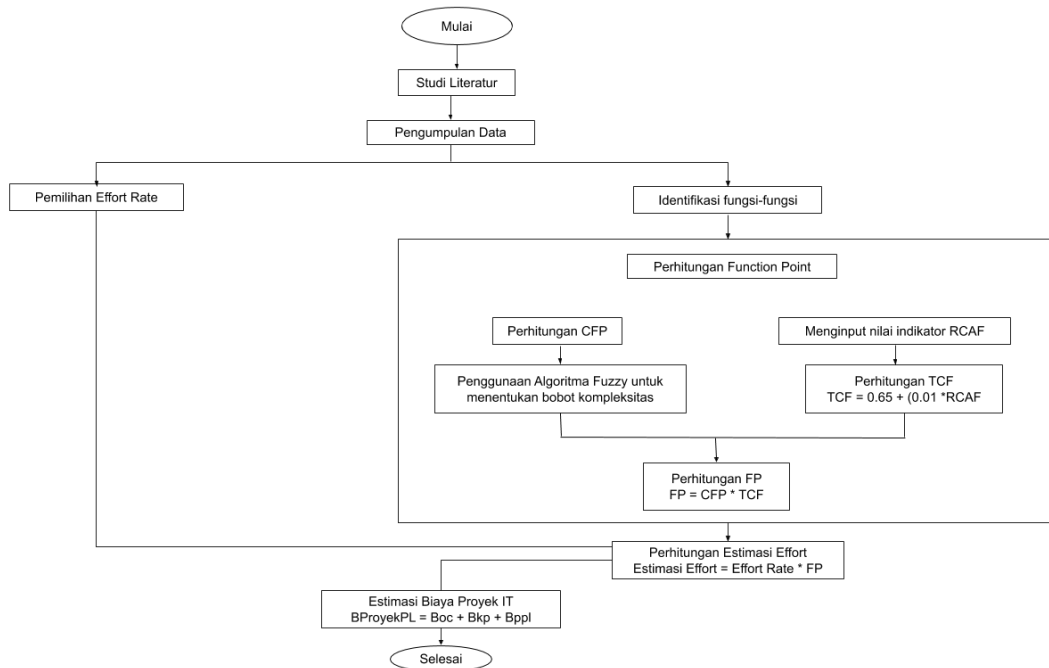 Mulai
Studi Literatur
Pengumpulan Data
Pemilihan Effort Rate
Identifikasi fungsi-fungsi
Perhitungan Function Point
Perhitungan CFP
Menginput nilai indikator RCAF
Penggunaan Algoritma Fuzzy untuk
menentukan bobot kompleksitas
Perhitungan TCF
TCF = 0.65 + (0.01 *RCAF
Perhitungan FP
FP = CFP * TCF
Perhitungan Estimasi Effort
Estimasi Effort = Effort Rate * FP
Estimasi Biaya Proyek IT
BProyekPL = Boc + Bkp + Bppl
Selesai